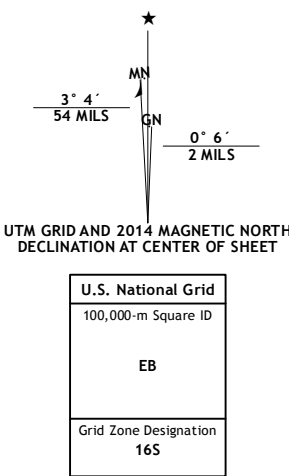 ★
MN
3° 4´
54 MILS
GN
0° 6´
2 MILS
UTM GRID AND 2014 MAGNETIC NORTH
DECLINATION AT CENTER OF SHEET
U.S. National Grid
100,000-m Square ID
EB
Grid Zone Designation
16S